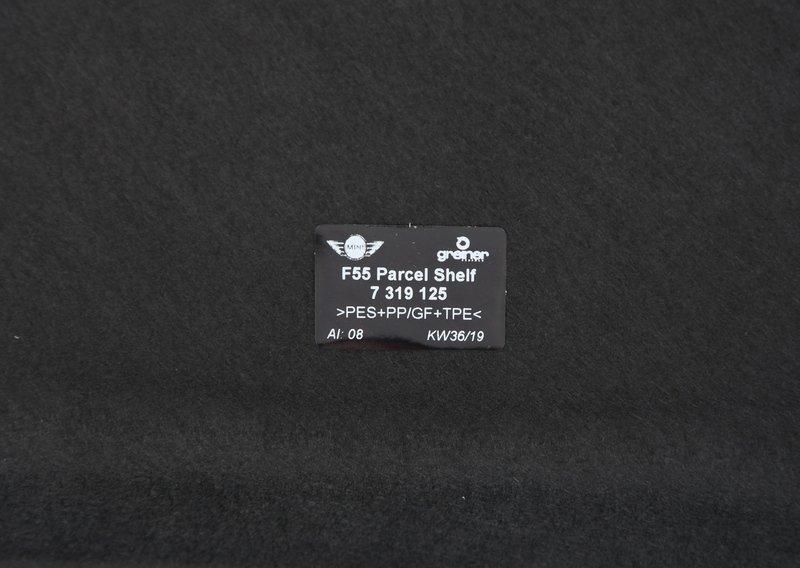 MINI
greiner
F55 Parcel Shelf
7 319 125
>PES+PP/GF+TPE<
AI: 08 KW36/19